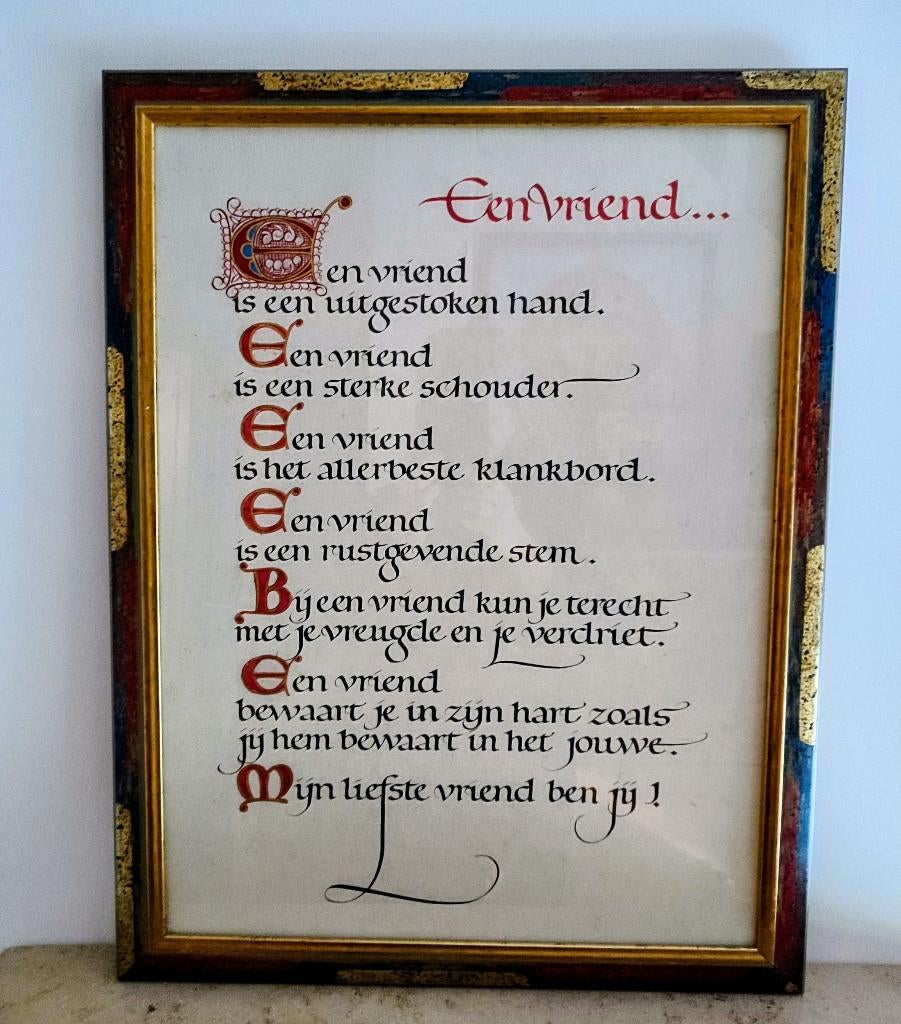 Een vriend...
Een vriend
is een uitgestoken hand.
Een vriend
is een sterke schouder.
Een vriend
is het allerbeste klankbord.
Een vriend
is een rustgevende stem.
Bij een vriend kun je terecht
met je vreugde en je verdriet.
Een vriend
bewaart je in zijn hart zoals
jij hem bewaart in het jouwe.
Mijn liefste vriend ben jij!